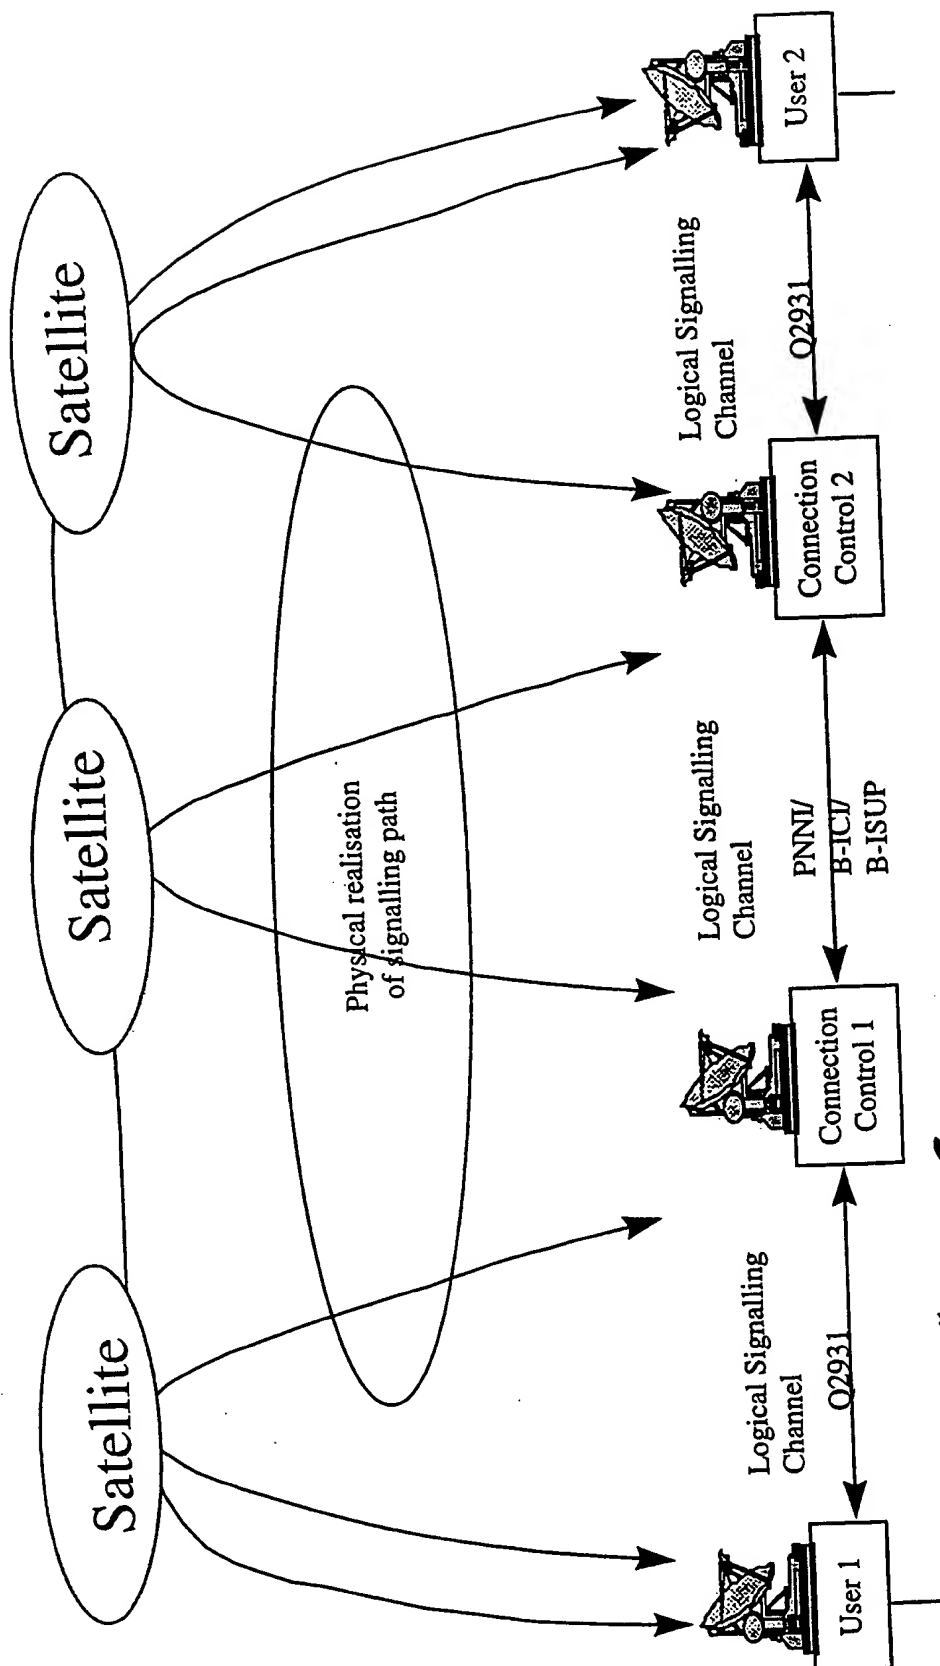 Satellite
Satellite
Satellite
Physical realisation
of signalling path
Logical Signalling
Channel
Logical Signalling
Channel
Logical Signalling
Channel
Q2931
PNNI/
B-ICI/
B-ISUP
Q2931
User 1
Connection
Control 1
Connection
Control 2
User 2